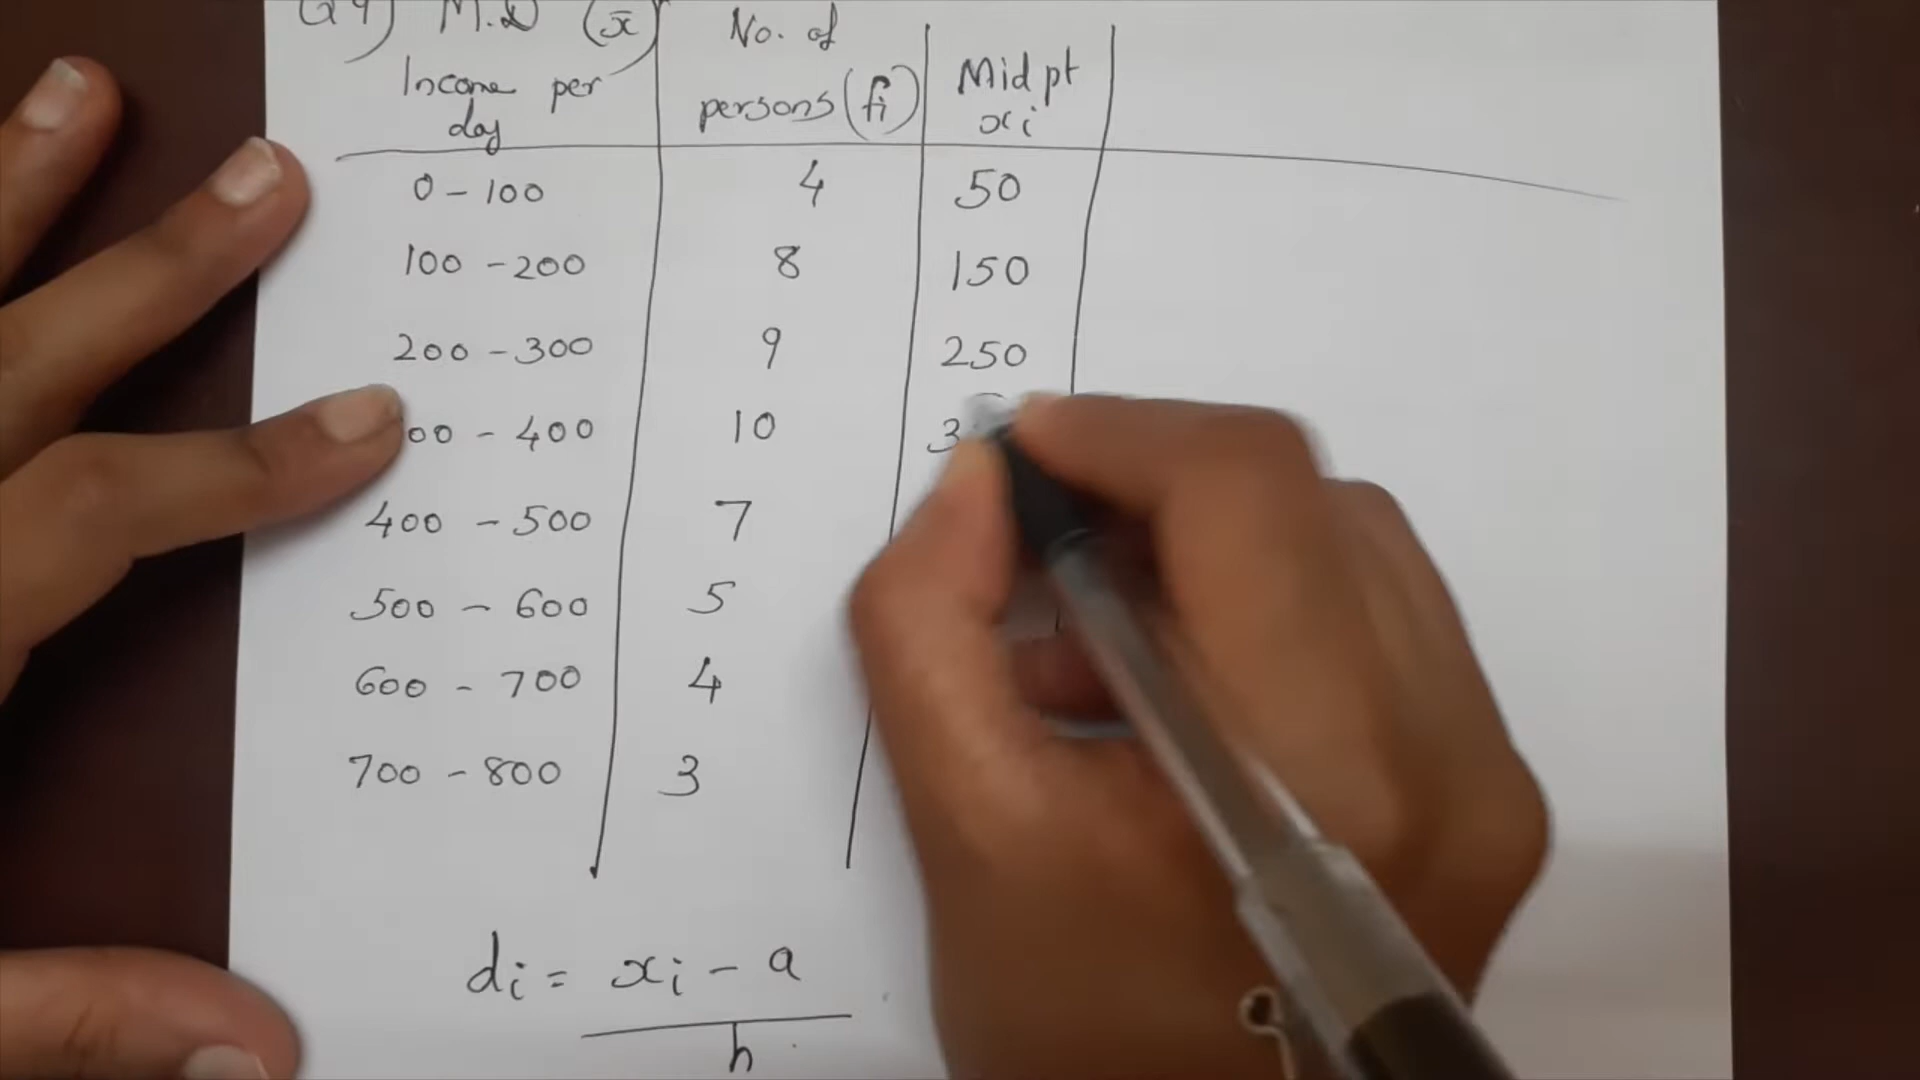 M.D (x̄)
Income per day
No. of persons (fi)
Mid pt xi
0 - 100 4 50
100 - 200 8 150
200 - 300 9 250
00 - 400 10 3
400 - 500 7
500 - 600 5
600 - 700 4
700 - 800 3
di = xi - a
h